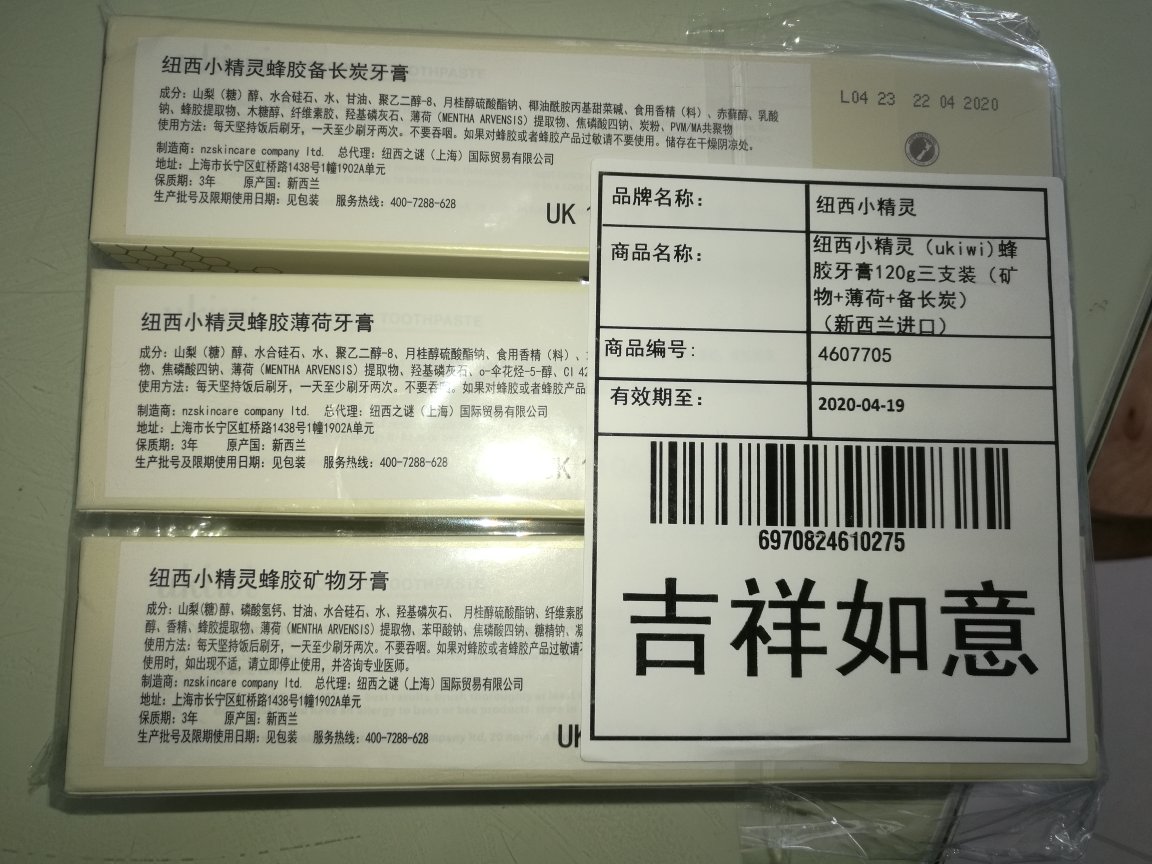 纽西小精灵蜂胶备长炭牙膏
成分：山梨（糖）醇、水合硅石、水、甘油、聚乙二醇-8、月桂醇硫酸酯钠、椰油酰胺丙基甜菜碱、食用香精（料）、赤藓醇、乳酸
钠、蜂胶提取物、木糖醇、纤维素胶、羟基磷灰石、薄荷（MENTHA ARVENSIS）提取物、焦磷酸四钠、炭粉、PVM/MA共聚物
使用方法：每天坚持饭后刷牙，一天至少刷牙两次。不要吞咽。如果对蜂胶或者蜂胶产品过敏请不要使用。储存在干燥阴凉处。
制造商：nzskincare company ltd. 总代理：纽西之谜（上海）国际贸易有限公司
地址：上海市长宁区虹桥路1438号1幢1902A单元
保质期：3年 原产国：新西兰
生产批号及限期使用日期：见包装 服务热线：400-7288-628
UK
L04 23 22 04 2020
纽西小精灵蜂胶薄荷牙膏
TOOTHPASTE
成分：山梨（糖）醇、水合硅石、水、聚乙二醇-8、月桂醇硫酸酯钠、食用香精（料）、
物、焦磷酸四钠、薄荷（MENTHA ARVENSIS）提取物、羟基磷灰石、o-伞花烃-5-醇、CI 42
使用方法：每天坚持饭后刷牙，一天至少刷牙两次。不要吞咽。如果对蜂胶或者蜂胶产品
制造商：nzskincare company ltd. 总代理：纽西之谜（上海）国际贸易有限公司
地址：上海市长宁区虹桥路1438号1幢1902A单元
保质期：3年 原产国：新西兰
生产批号及限期使用日期：见包装 服务热线：400-7288-628
UK
纽西小精灵蜂胶矿物牙膏
成分：山梨(糖)醇、磷酸氢钙、甘油、水合硅石、水、羟基磷灰石、 月桂醇硫酸酯钠、纤维素胶
醇、香精、蜂胶提取物、薄荷（MENTHA ARVENSIS）提取物、苯甲酸钠、焦磷酸四钠、糖精钠、
使用方法：每天坚持饭后刷牙，一天至少刷牙两次。不要吞咽。如果对蜂胶或者蜂胶产品过敏请
使用时，如出现不适，请立即停止使用，并咨询专业医师。
制造商：nzskincare company ltd. 总代理：纽西之谜（上海）国际贸易有限公司
地址：上海市长宁区虹桥路1438号1幢1902A单元
保质期：3年 原产国：新西兰
生产批号及限期使用日期：见包装 服务热线：400-7288-628
UK
品牌名称： 纽西小精灵
商品名称： 纽西小精灵（ukiwi)蜂
胶牙膏120g三支装（矿
物+薄荷+备长炭）
（新西兰进口）
商品编号： 4607705
有效期至： 2020-04-19
6970824610275
吉祥如意